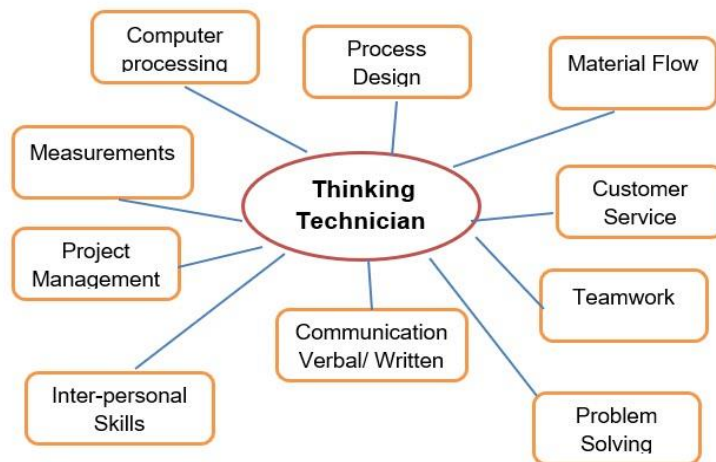 Computer
processing
Process
Design
Material Flow
Measurements
Thinking
Technician
Customer
Service
Project
Management
Teamwork
Communication
Verbal/ Written
Inter-personal
Skills
Problem
Solving